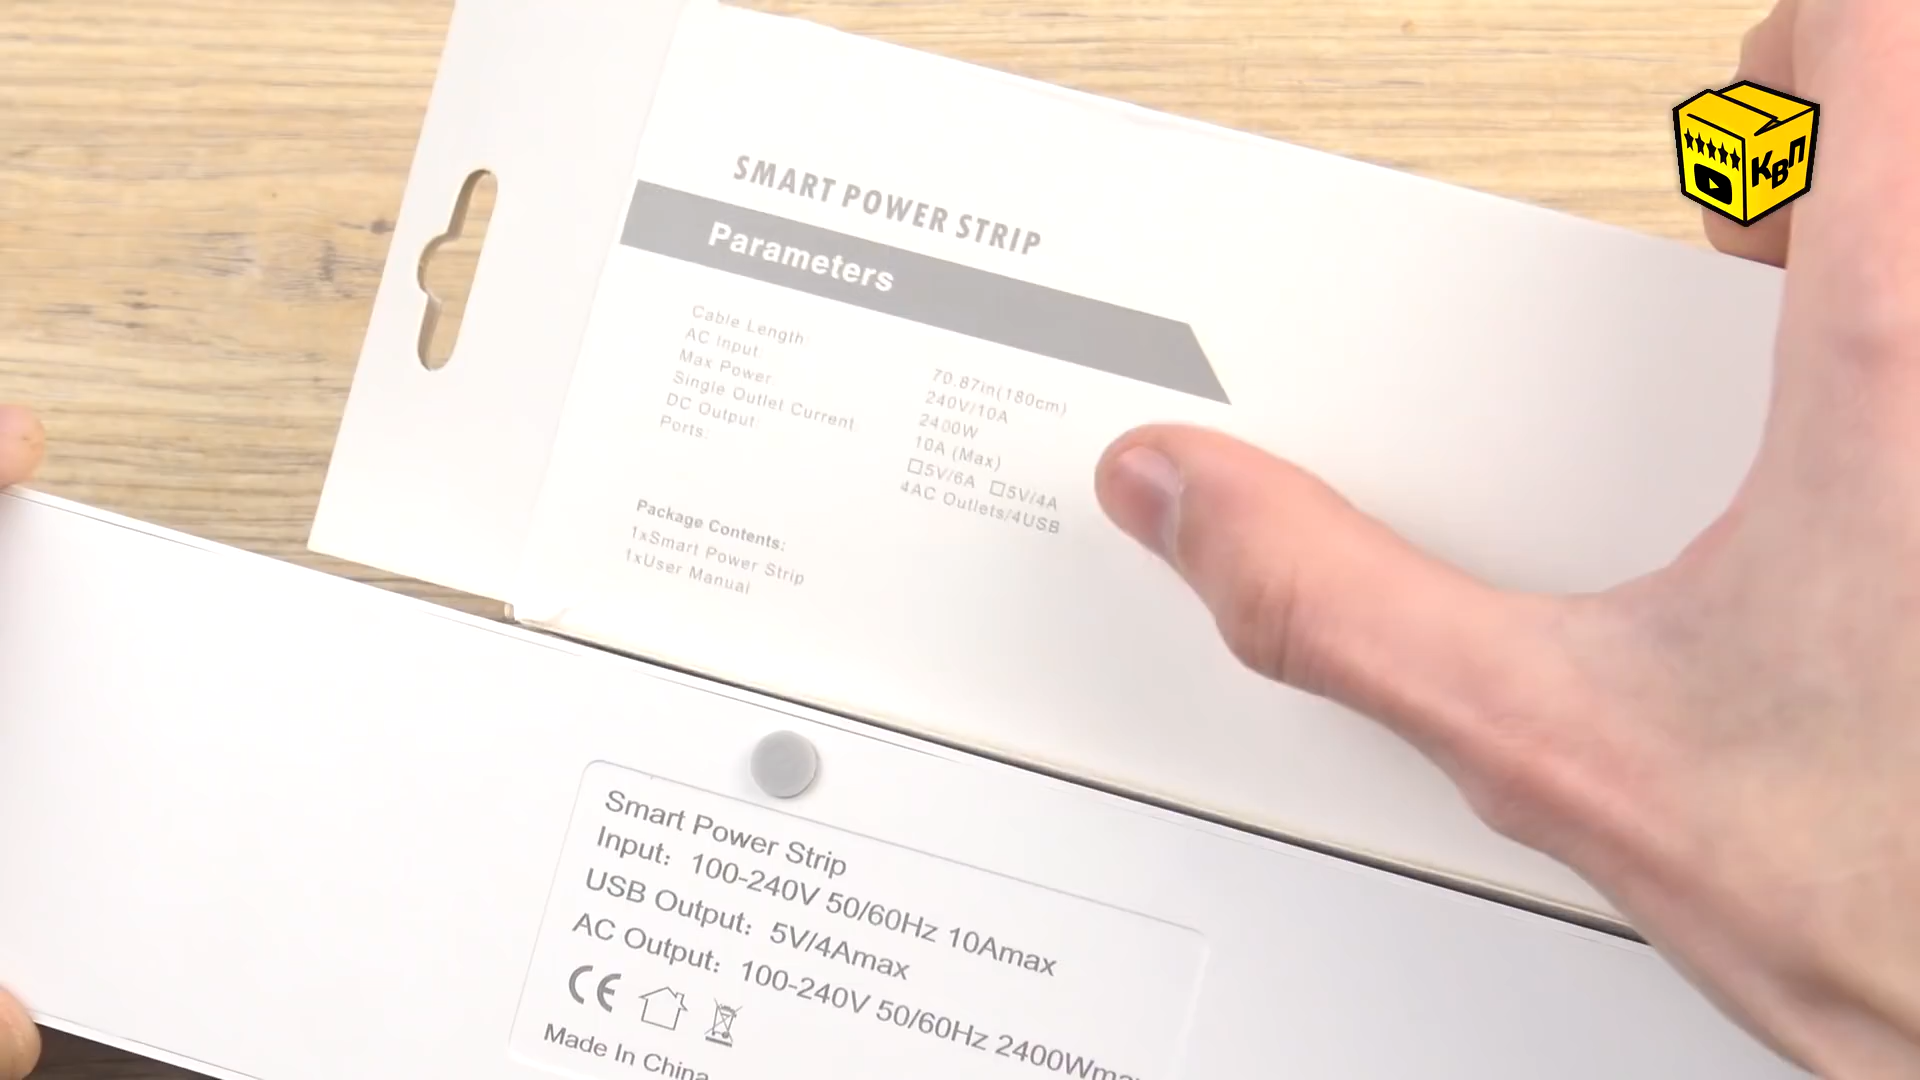 SMART POWER STRIP
Parameters
Cable Length:
AC Input:
Max Power:
Single Outlet Current:
DC Output:
Ports:
70.87in(180cm)
240V/10A
2400W
10A (Max)
☐5V/6A ☐5V/4A
4AC Outlets/4USB
Package Contents:
1xSmart Power Strip
1xUser Manual
КВП
Smart Power Strip
Input: 100-240V 50/60Hz 10Amax
USB Output: 5V/4Amax
AC Output: 100-240V 50/60Hz 2400Wma
CE
Made In China